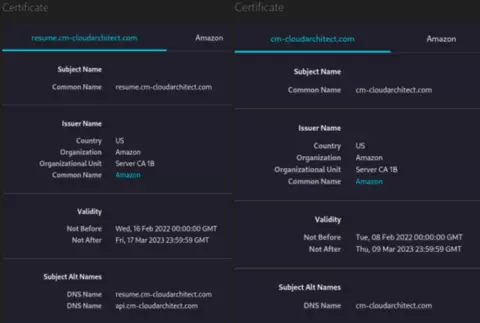 Certificate
resume.cm-cloudarchitect.com Amazon
Subject Name
Common Name resume.cm-cloudarchitect.com
Issuer Name
Country US
Organization Amazon
Organizational Unit Server CA 1B
Common Name Amazon
Validity
Not Before Wed, 16 Feb 2022 00:00:00 GMT
Not After Fri, 17 Mar 2023 23:59:59 GMT
Subject Alt Names
DNS Name resume.cm-cloudarchitect.com
DNS Name api.cm-cloudarchitect.com
Certificate
cm-cloudarchitect.com Amazon
Subject Name
Common Name cm-cloudarchitect.com
Issuer Name
Country US
Organization Amazon
Organizational Unit Server CA 1B
Common Name Amazon
Validity
Not Before Tue, 08 Feb 2022 00:00:00 GMT
Not After Thu, 09 Mar 2023 23:59:59 GMT
Subject Alt Names
DNS Name cm-cloudarchitect.com